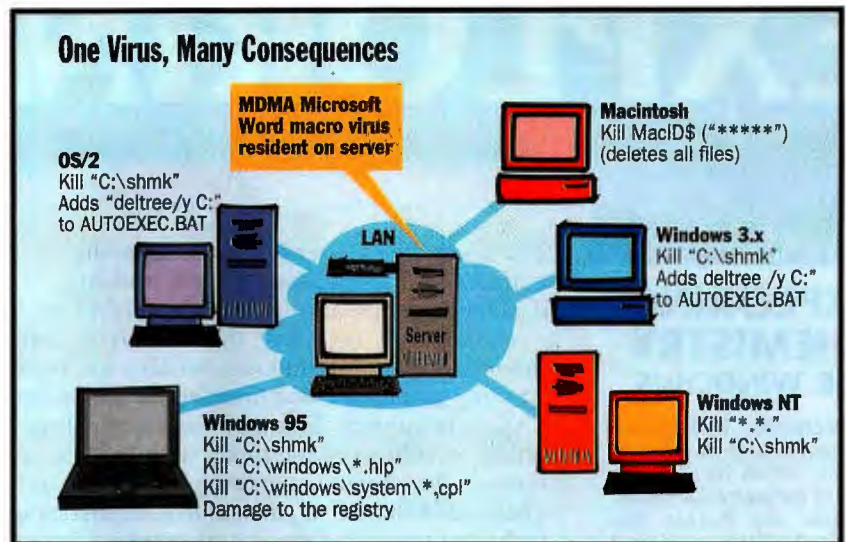 One Virus, Many Consequences
MDMA Microsoft
Word macro virus
resident on server
OS/2
Kill "C:\shmk"
Adds "deltree/y C:"
to AUTOEXEC.BAT
LAN
Server
Macintosh
Kill MacID$ ("*****")
(deletes all files)
Windows 3.x
Kill "C:\shmk"
Adds deltree /y C:"
to AUTOEXEC.BAT
Windows 95
Kill "C:\shmk"
Kill "C:\windows\*.hlp"
Kill "C:\windows\system\*,cpl"
Damage to the registry
Windows NT
Kill "*.*."
Kill "C:\shmk"